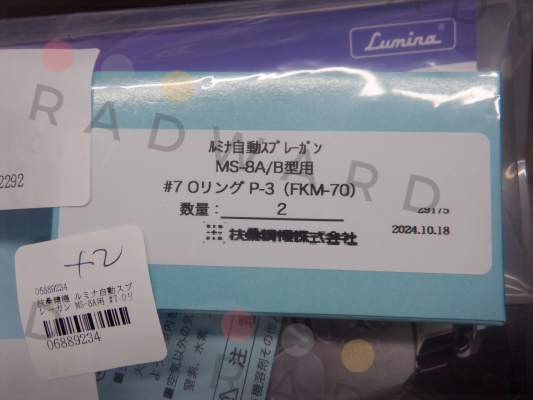 Lumina
RADWARD
ﾙﾐﾅ自動ｽﾌﾟﾚｰｶﾞﾝ
MS-8A/B型用
#7 Oリング P-3（FKM-70）
数量： 2
29175
2024.10.18
扶桑精機株式会社
2292
+2
06889234
扶桑精機 ルミナ自動スプ
レーガン MS-8A用 #7 Oリ
06889234
注